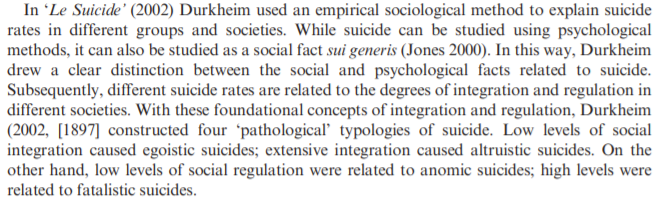 In ‘Le Suicide’ (2002) Durkheim used an empirical sociological method to explain suicide
rates in different groups and societies. While suicide can be studied using psychological
methods, it can also be studied as a social fact sui generis (Jones 2000). In this way, Durkheim
drew a clear distinction between the social and psychological facts related to suicide.
Subsequently, different suicide rates are related to the degrees of integration and regulation in
different societies. With these foundational concepts of integration and regulation, Durkheim
(2002, [1897] constructed four ‘pathological’ typologies of suicide. Low levels of social
integration caused egoistic suicides; extensive integration caused altruistic suicides. On the
other hand, low levels of social regulation were related to anomic suicides; high levels were
related to fatalistic suicides.